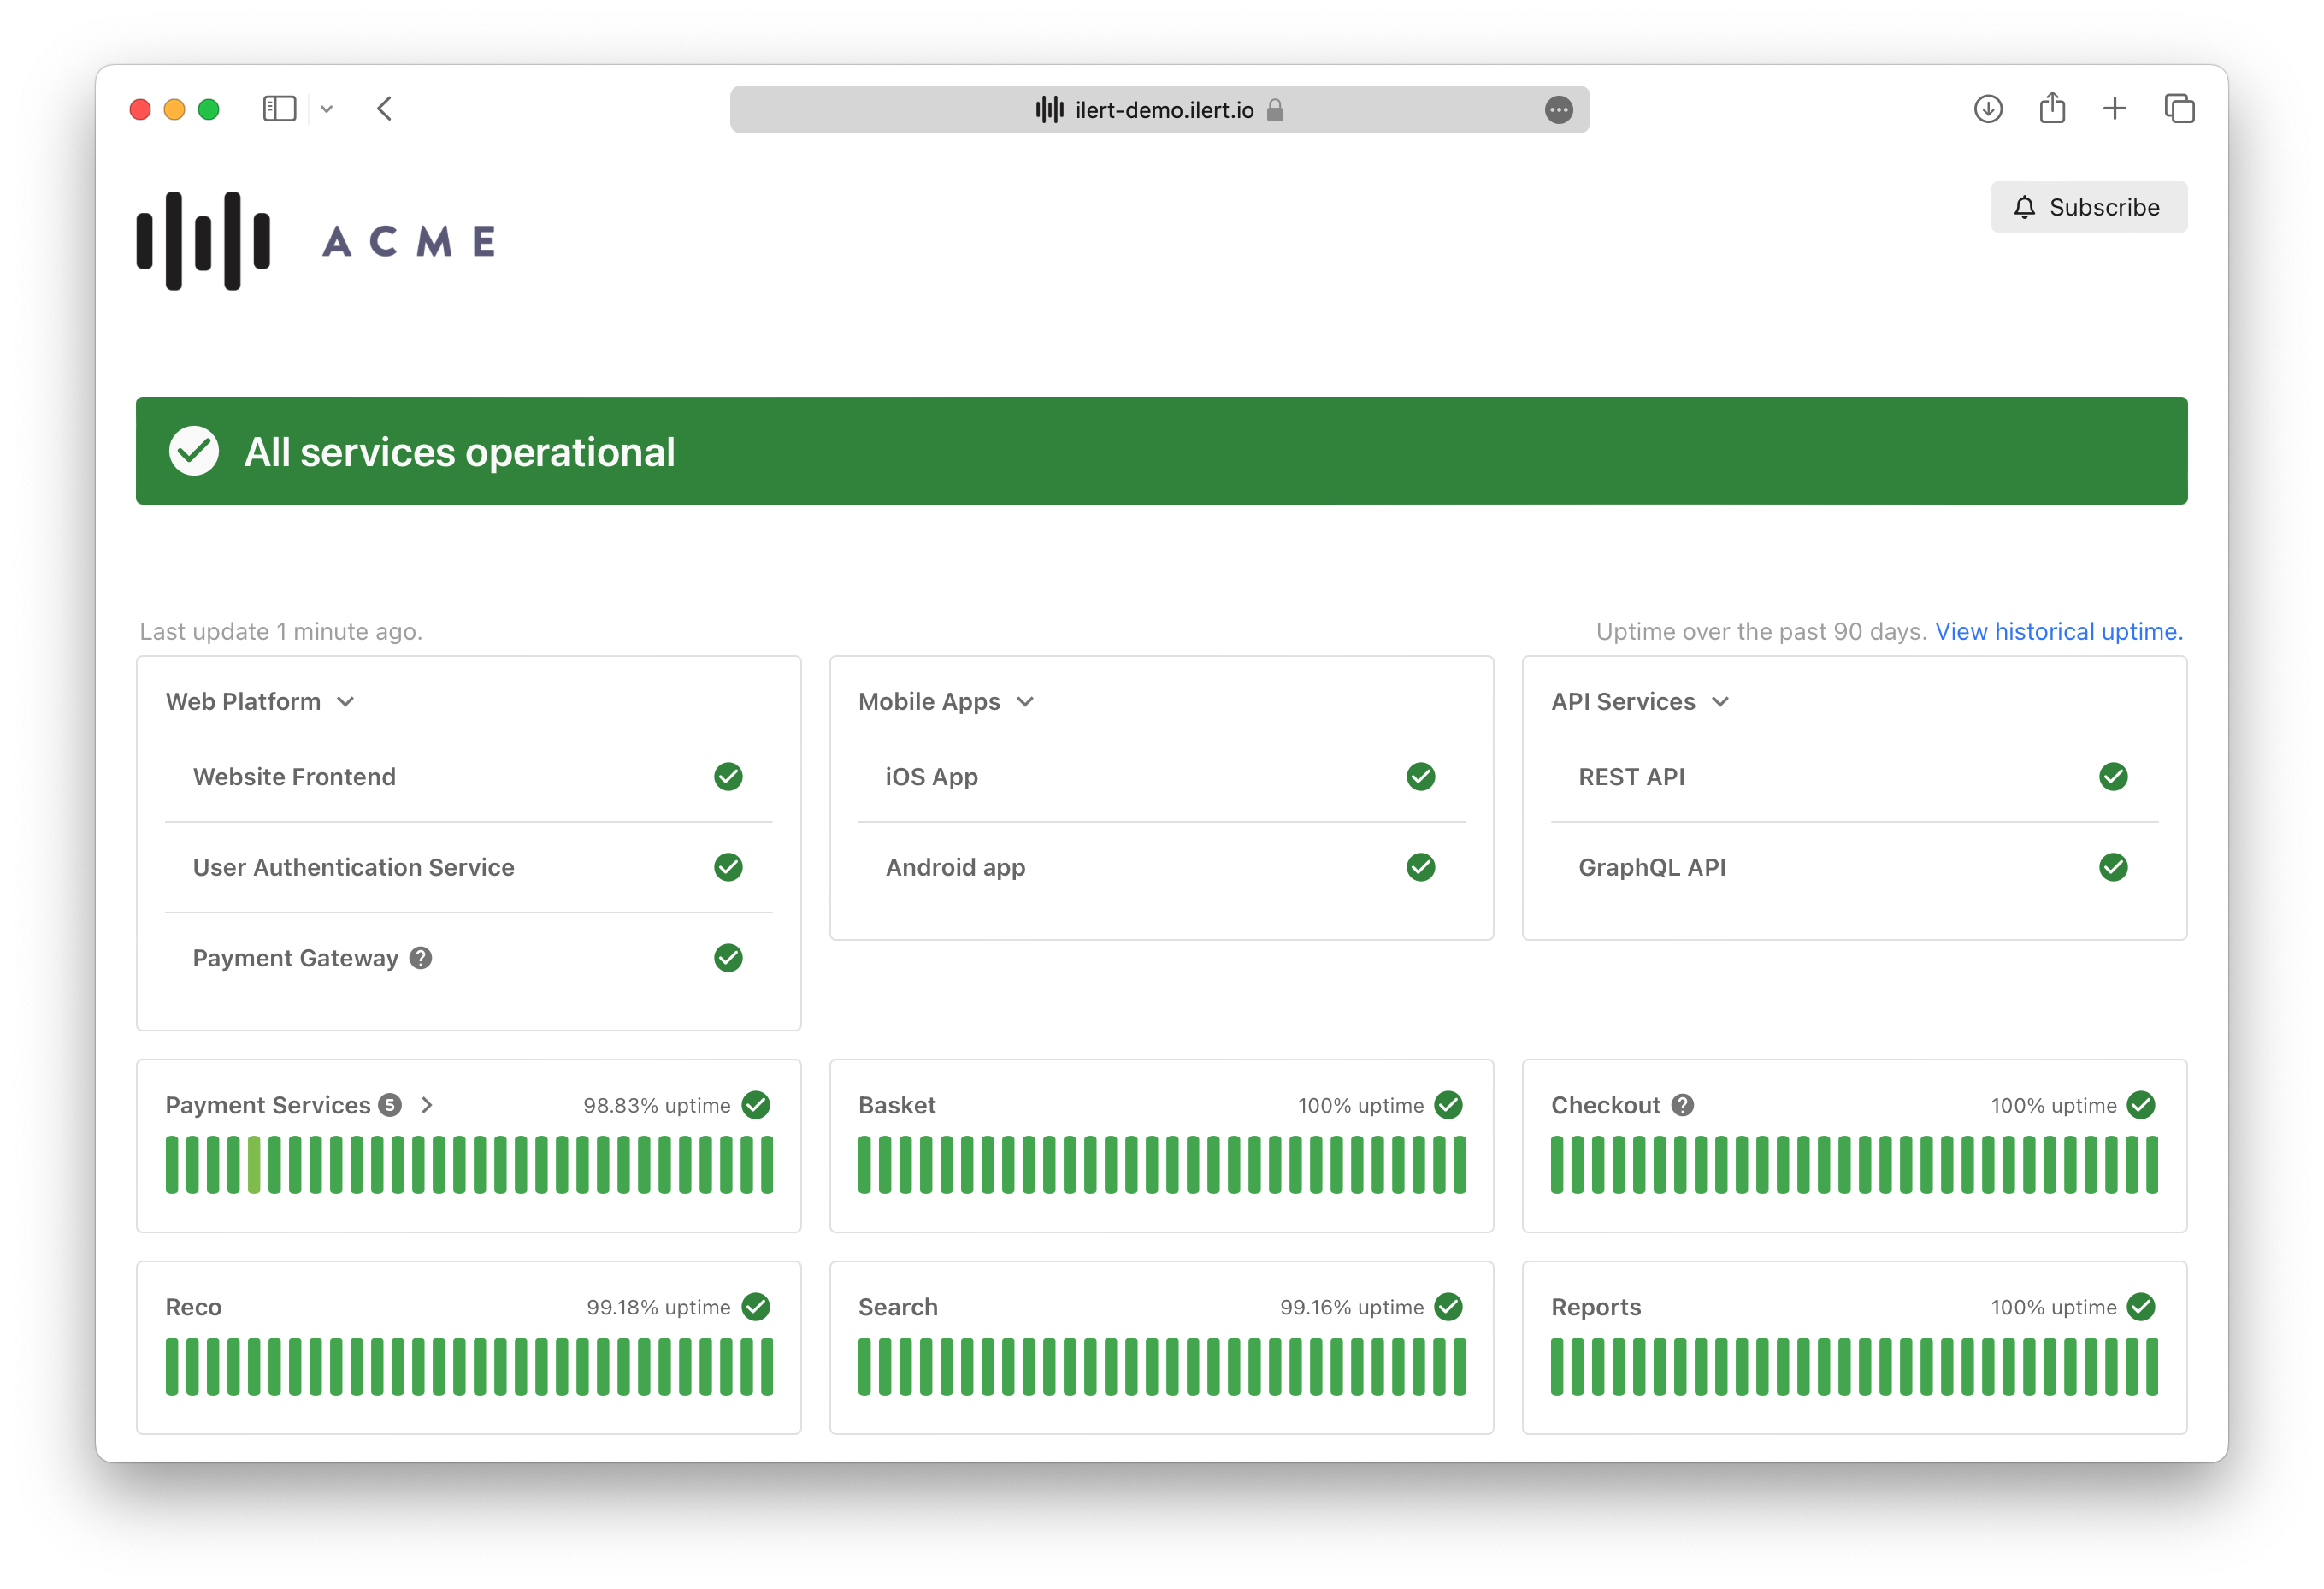 ilert-demo.ilert.io
ACME
Subscribe
All services operational
Last update 1 minute ago.
Uptime over the past 90 days. View historical uptime.
Web Platform
Website Frontend
User Authentication Service
Payment Gateway ?
Mobile Apps
iOS App
Android app
API Services
REST API
GraphQL API
Payment Services 5
98.83% uptime
Basket
100% uptime
Checkout ?
100% uptime
Reco
99.18% uptime
Search
99.16% uptime
Reports
100% uptime